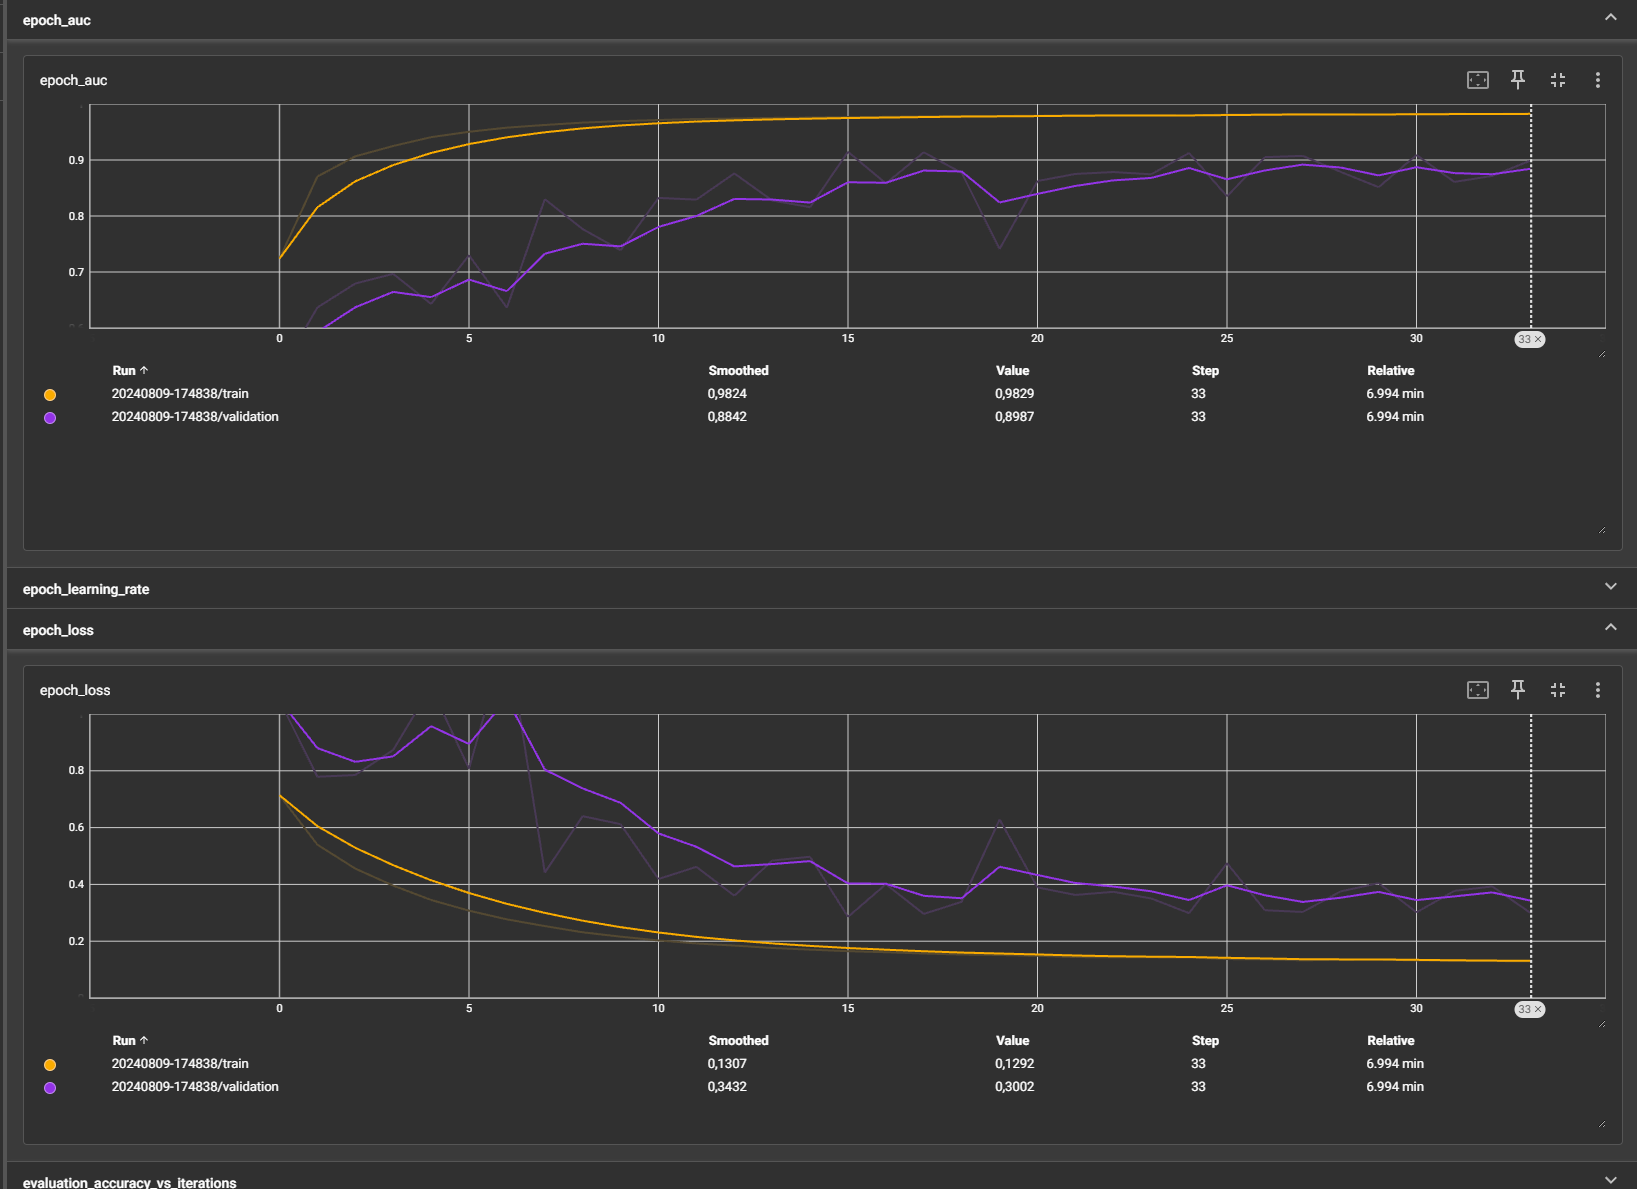 epoch_auc
epoch_auc
0.9
0.8
0.7
0 5 10 15 20 25 30 33 ×
Run ↑ Smoothed Value Step Relative
20240809-174838/train 0,9824 0,9829 33 6.994 min
20240809-174838/validation 0,8842 0,8987 33 6.994 min
epoch_learning_rate
epoch_loss
epoch_loss
0.8
0.6
0.4
0.2
0 5 10 15 20 25 30 33 ×
Run ↑ Smoothed Value Step Relative
20240809-174838/train 0,1307 0,1292 33 6.994 min
20240809-174838/validation 0,3432 0,3002 33 6.994 min
evaluation_accuracy_vs_iterations